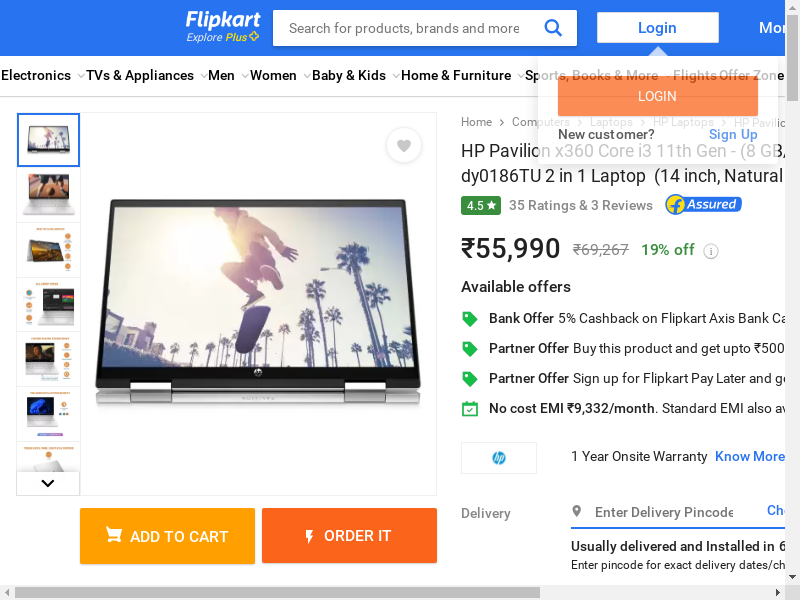 Flipkart
Explore Plus
Search for products, brands and more
Login
Mor
Electronics TVs & Appliances Men Women Baby & Kids Home & Furniture Sports, Books & More Flights Offer Zone
LOGIN
New customer? Sign Up
Home Computers Laptops HP Laptops HP Pavilio
HP Pavilion x360 Core i3 11th Gen - (8 GB/
dy0186TU 2 in 1 Laptop (14 inch, Natural
4.5 35 Ratings & 3 Reviews Assured
₹55,990 ₹69,267 19% off
Available offers
Bank Offer 5% Cashback on Flipkart Axis Bank Ca
Partner Offer Buy this product and get upto ₹500
Partner Offer Sign up for Flipkart Pay Later and ge
No cost EMI ₹9,332/month. Standard EMI also av
hp
1 Year Onsite Warranty Know More
Delivery
Enter Delivery Pincode
Che
Usually delivered and Installed in 6
Enter pincode for exact delivery dates/ch
ADD TO CART
ORDER IT